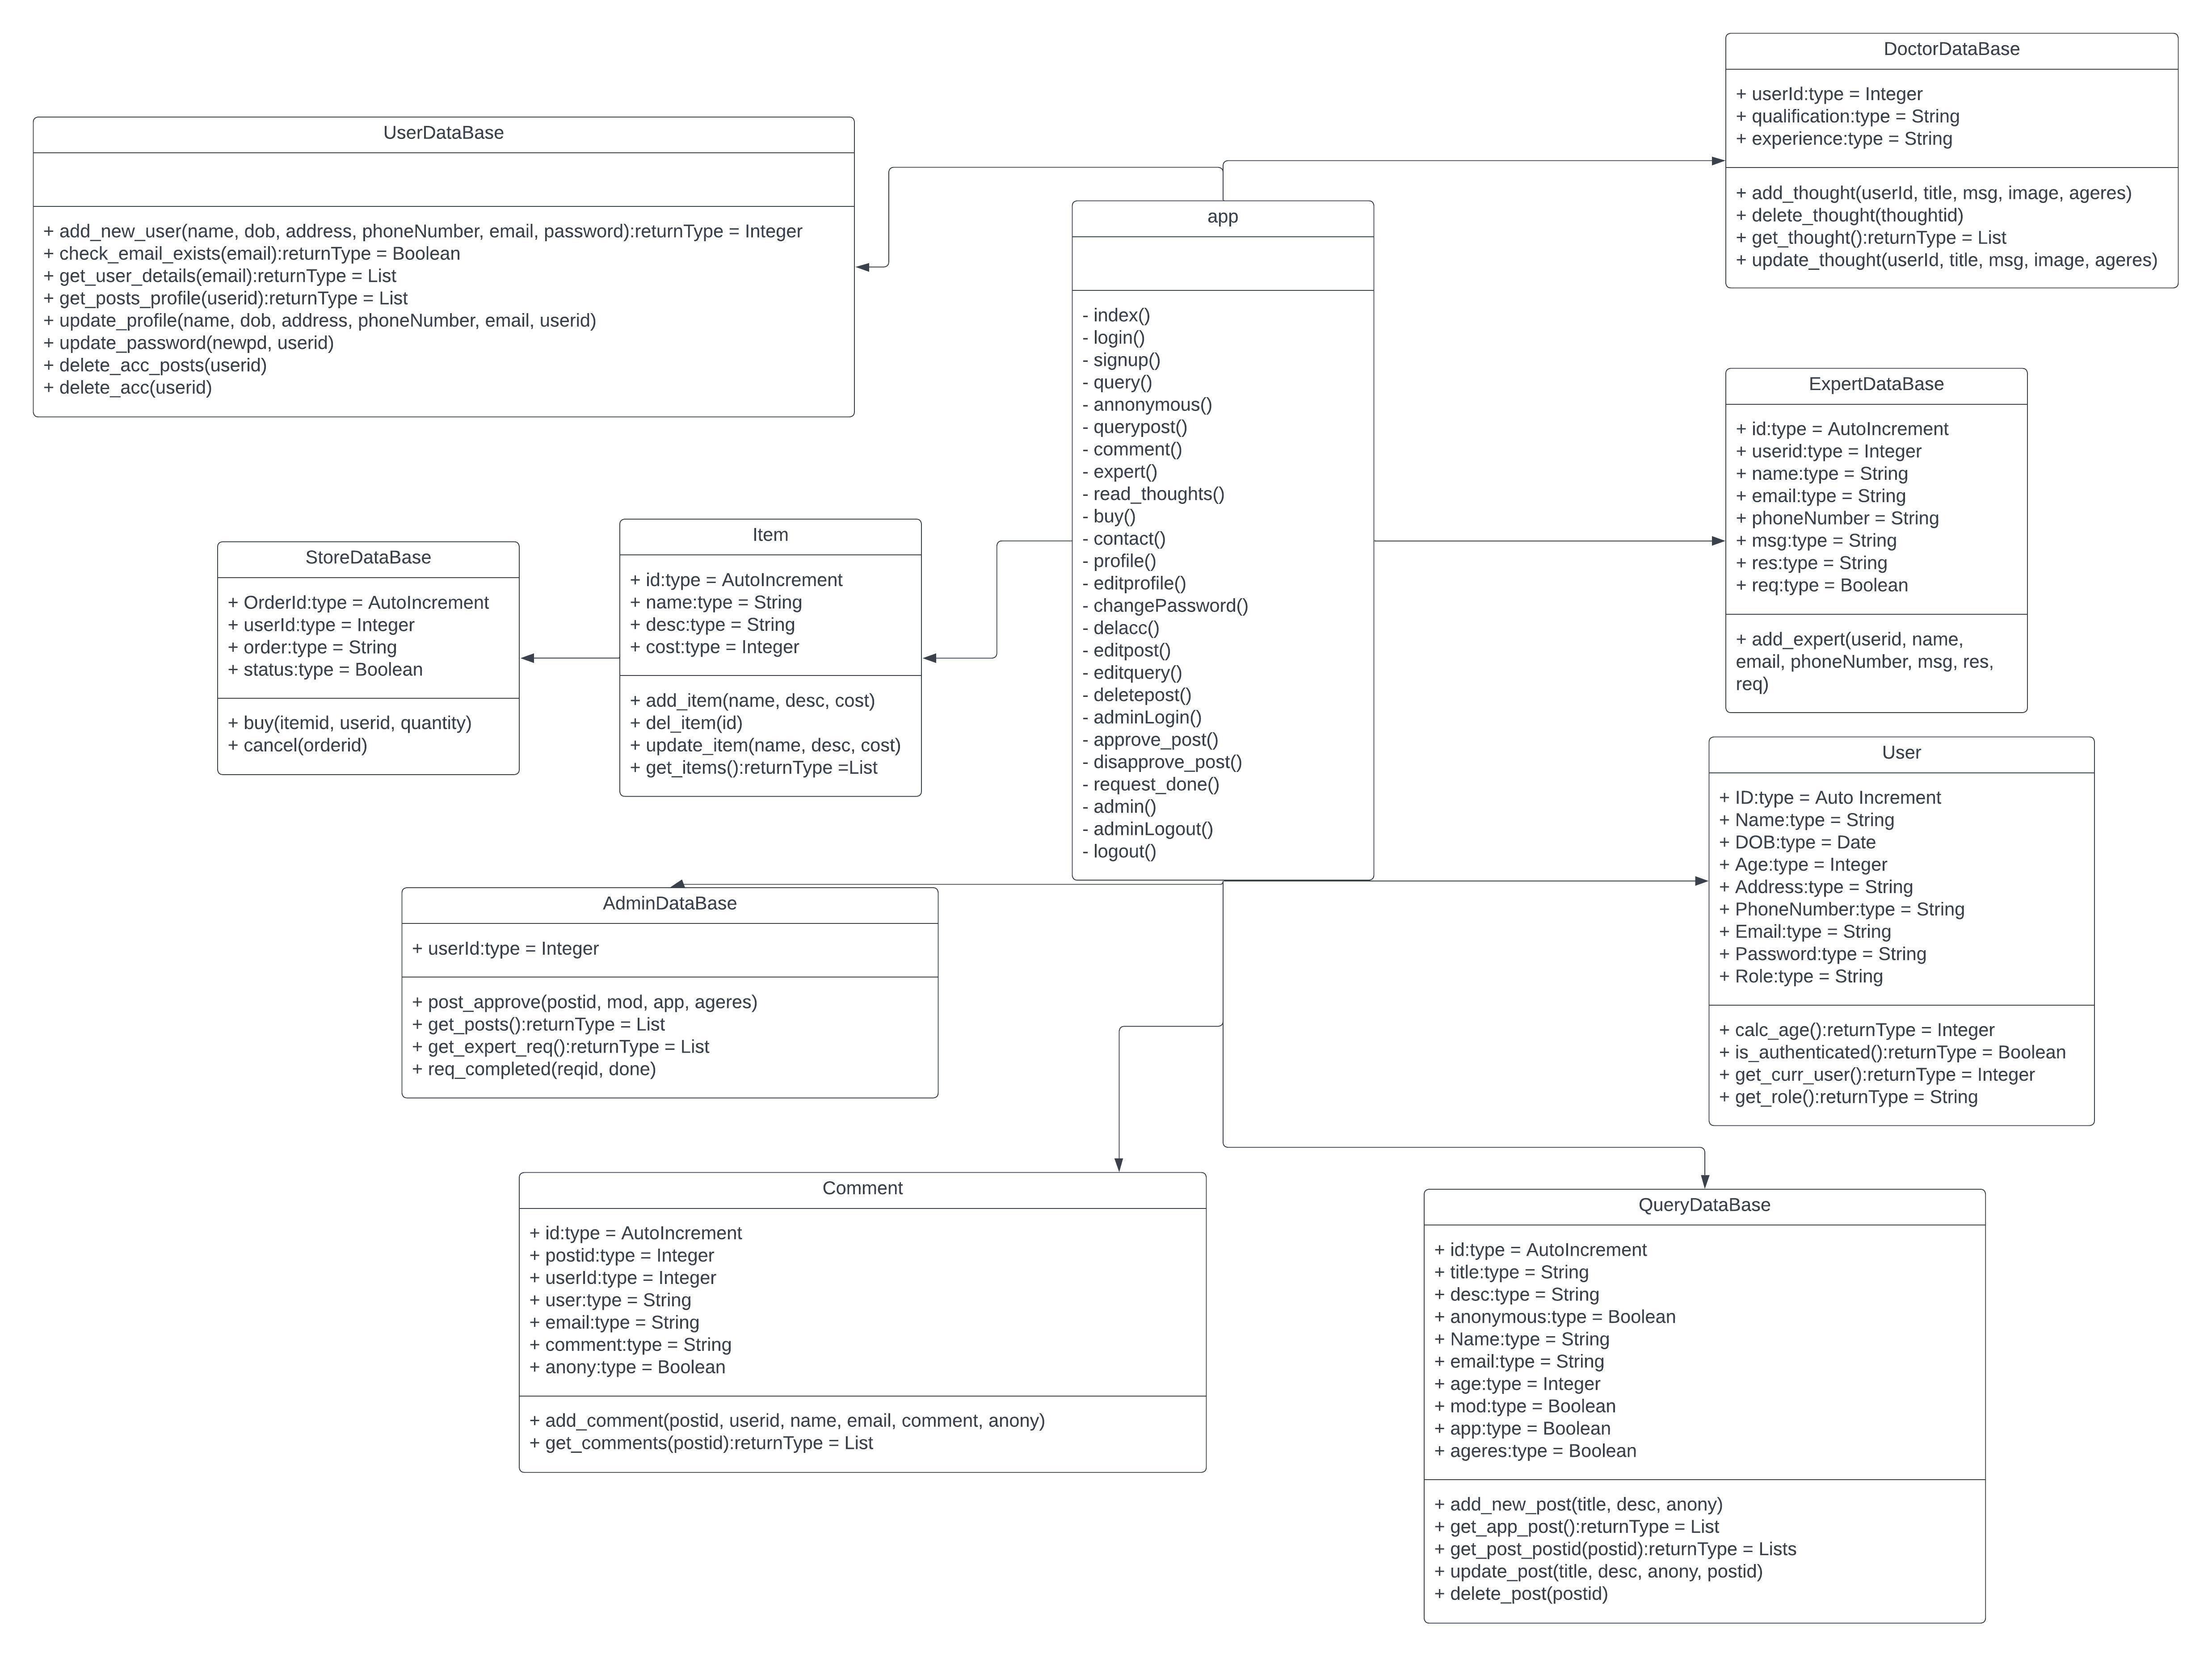 DoctorDataBase
+ userId:type = Integer
+ qualification:type = String
+ experience:type = String
+ add_thought(userId, title, msg, image, ageres)
+ delete_thought(thoughtid)
+ get_thought():returnType = List
+ update_thought(userId, title, msg, image, ageres)
UserDataBase
+ add_new_user(name, dob, address, phoneNumber, email, password):returnType = Integer
+ check_email_exists(email):returnType = Boolean
+ get_user_details(email):returnType = List
+ get_posts_profile(userid):returnType = List
+ update_profile(name, dob, address, phoneNumber, email, userid)
+ update_password(newpd, userid)
+ delete_acc_posts(userid)
+ delete_acc(userid)
app
- index()
- login()
- signup()
- query()
- annonymous()
- querypost()
- comment()
- expert()
- read_thoughts()
- buy()
- contact()
- profile()
- editprofile()
- changePassword()
- delacc()
- editpost()
- editquery()
- deletepost()
- adminLogin()
- approve_post()
- disapprove_post()
- request_done()
- admin()
- adminLogout()
- logout()
ExpertDataBase
+ id:type = AutoIncrement
+ userid:type = Integer
+ name:type = String
+ email:type = String
+ phoneNumber = String
+ msg:type = String
+ res:type = String
+ req:type = Boolean
+ add_expert(userid, name,
email, phoneNumber, msg, res,
req)
StoreDataBase
+ OrderId:type = AutoIncrement
+ userId:type = Integer
+ order:type = String
+ status:type = Boolean
+ buy(itemid, userid, quantity)
+ cancel(orderid)
Item
+ id:type = AutoIncrement
+ name:type = String
+ desc:type = String
+ cost:type = Integer
+ add_item(name, desc, cost)
+ del_item(id)
+ update_item(name, desc, cost)
+ get_items():returnType =List
User
+ ID:type = Auto Increment
+ Name:type = String
+ DOB:type = Date
+ Age:type = Integer
+ Address:type = String
+ PhoneNumber:type = String
+ Email:type = String
+ Password:type = String
+ Role:type = String
+ calc_age():returnType = Integer
+ is_authenticated():returnType = Boolean
+ get_curr_user():returnType = Integer
+ get_role():returnType = String
AdminDataBase
+ userId:type = Integer
+ post_approve(postid, mod, app, ageres)
+ get_posts():returnType = List
+ get_expert_req():returnType = List
+ req_completed(reqid, done)
Comment
+ id:type = AutoIncrement
+ postid:type = Integer
+ userId:type = Integer
+ user:type = String
+ email:type = String
+ comment:type = String
+ anony:type = Boolean
+ add_comment(postid, userid, name, email, comment, anony)
+ get_comments(postid):returnType = List
QueryDataBase
+ id:type = AutoIncrement
+ title:type = String
+ desc:type = String
+ anonymous:type = Boolean
+ Name:type = String
+ email:type = String
+ age:type = Integer
+ mod:type = Boolean
+ app:type = Boolean
+ ageres:type = Boolean
+ add_new_post(title, desc, anony)
+ get_app_post():returnType = List
+ get_post_postid(postid):returnType = Lists
+ update_post(title, desc, anony, postid)
+ delete_post(postid)